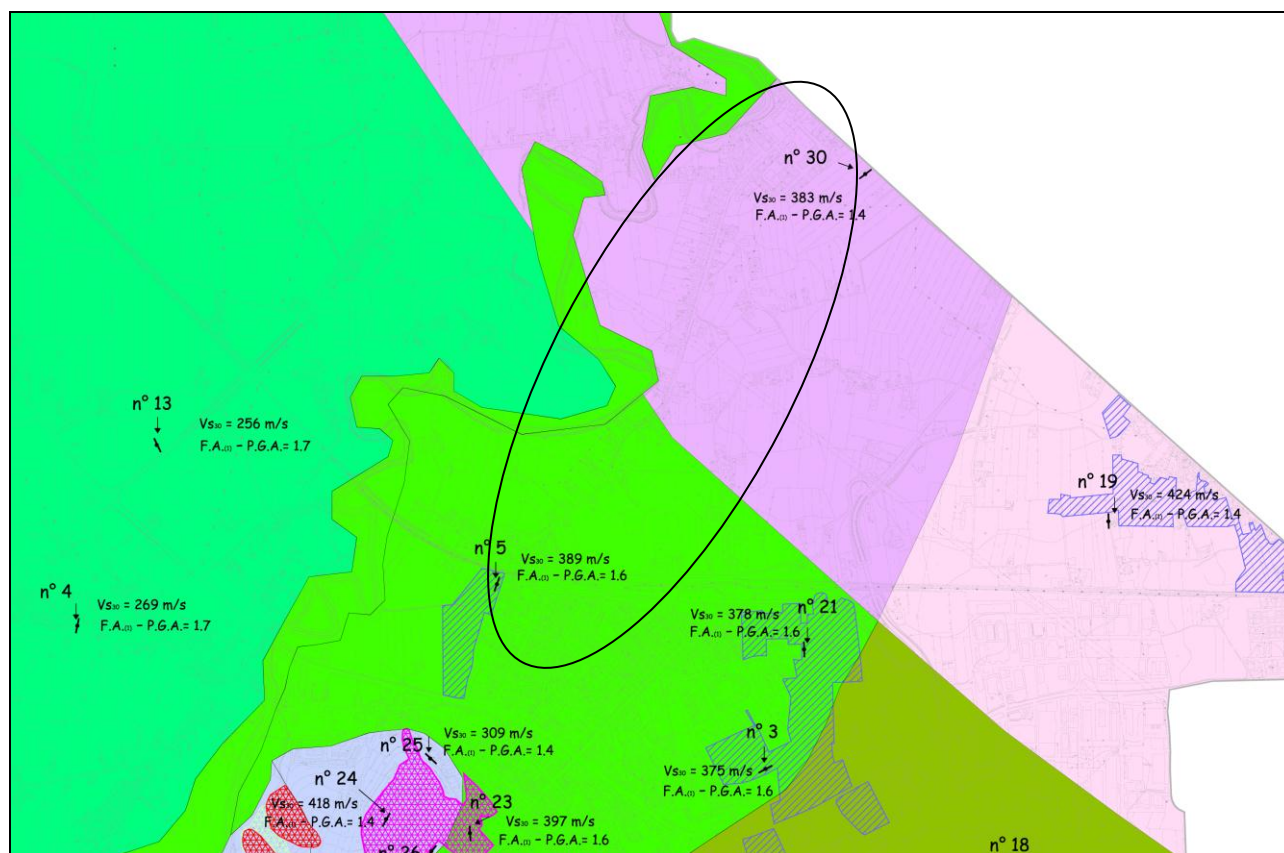 n° 30
Vs₃₀ = 383 m/s
F.A.₍₁₎ – P.G.A.= 1.4
n° 13
Vs₃₀ = 256 m/s
F.A.₍₁₎ – P.G.A.= 1.7
n° 19
Vs₃₀ = 424 m/s
F.A.₍₁₎ – P.G.A.= 1.4
n° 5
Vs₃₀ = 389 m/s
F.A.₍₁₎ – P.G.A.= 1.6
n° 4
Vs₃₀ = 269 m/s
F.A.₍₁₎ – P.G.A.= 1.7
n° 21
Vs₃₀ = 378 m/s
F.A.₍₁₎ – P.G.A.= 1.6
n° 3
Vs₃₀ = 375 m/s
F.A.₍₁₎ – P.G.A.= 1.6
n° 25
Vs₃₀ = 309 m/s
F.A.₍₁₎ – P.G.A.= 1.4
n° 24
Vs₃₀ = 418 m/s
F.A.₍₁₎ – P.G.A.= 1.4
n° 23
Vs₃₀ = 397 m/s
F.A.₍₁₎ – P.G.A.= 1.6
n° 26
n° 18